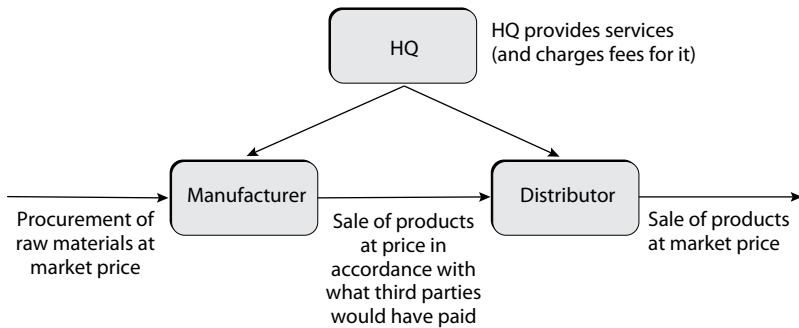 HQ
HQ provides services
(and charges fees for it)
Manufacturer
Distributor
Procurement of
raw materials at
market price
Sale of products
at price in
accordance with
what third parties
would have paid
Sale of products
at market price